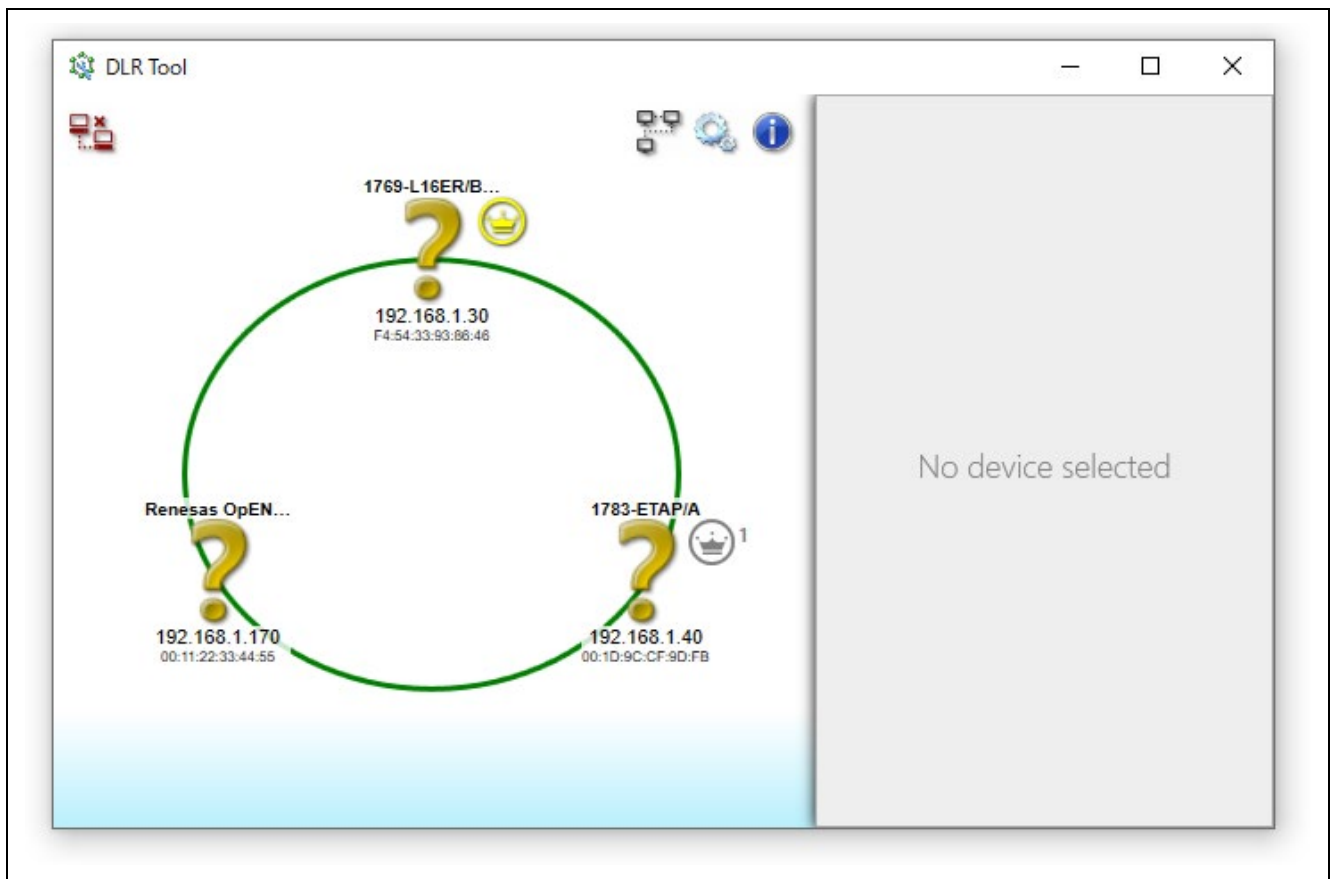 DLR Tool
1769-L16ER/B...
192.168.1.30
F4:54:33:93:86:46
Renesas OpEN...
192.168.1.170
00:11:22:33:44:55
1783-ETAP/A
1
192.168.1.40
00:1D:9C:CF:9D:FB
No device selected